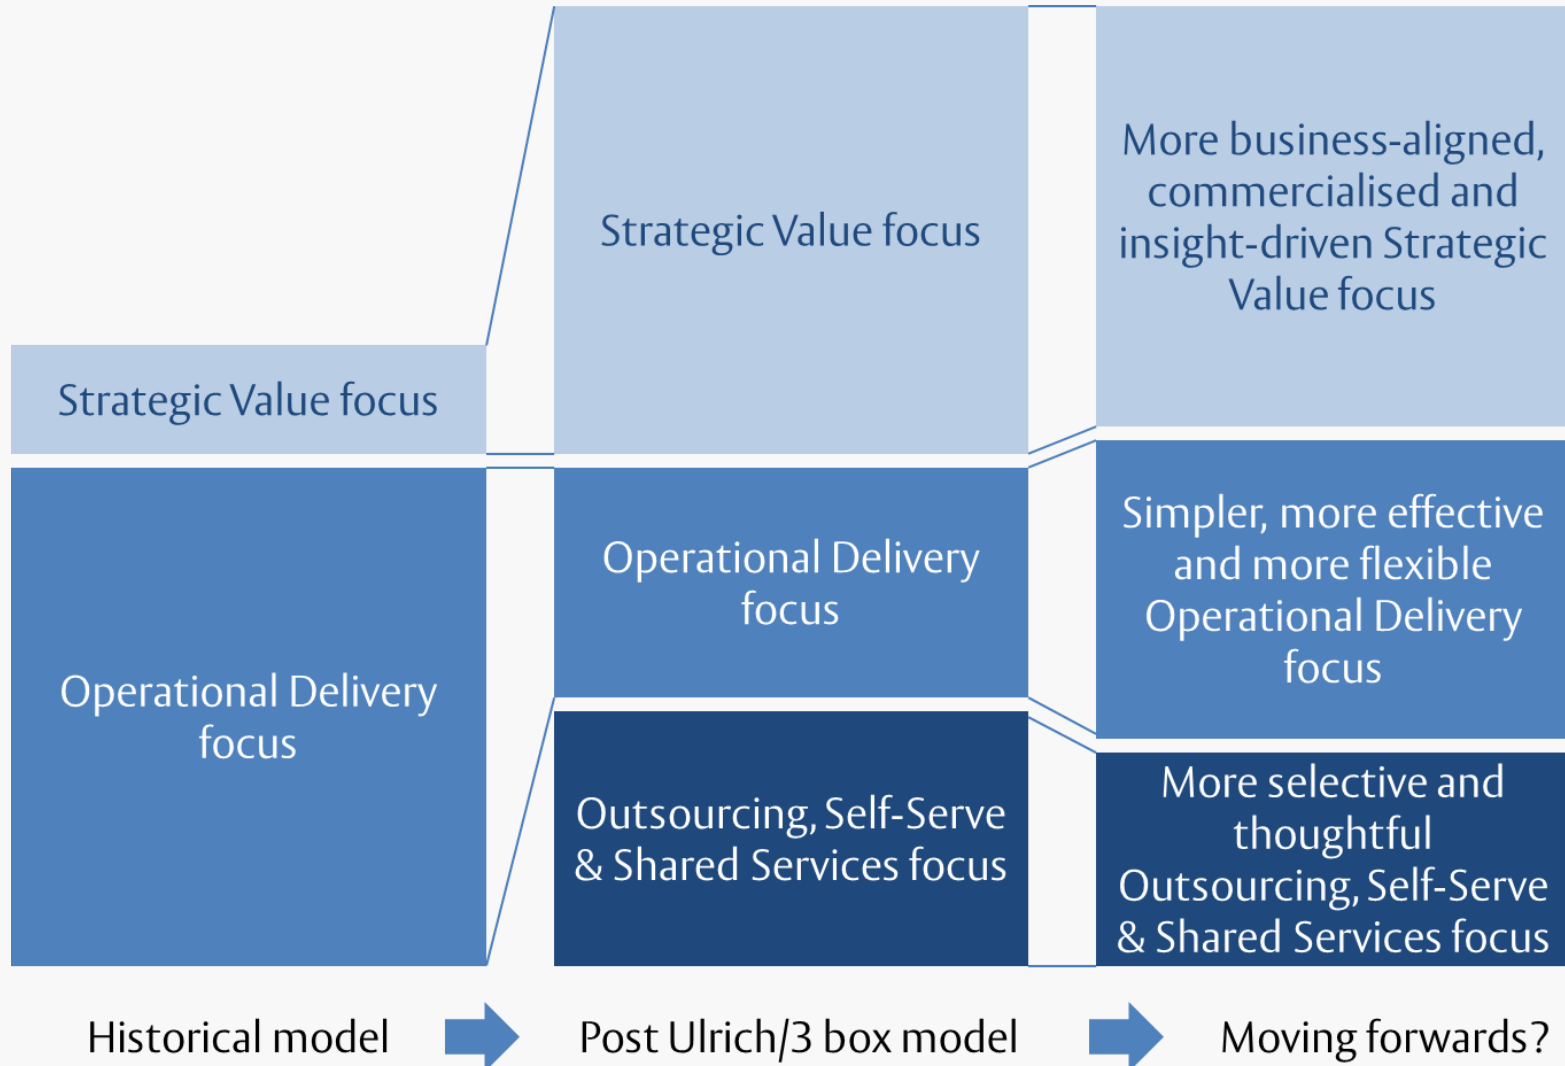 Strategic Value focus
Operational Delivery
focus
Historical model
Strategic Value focus
Operational Delivery
focus
Outsourcing, Self-Serve
& Shared Services focus
Post Ulrich/3 box model
More business-aligned,
commercialised and
insight-driven Strategic
Value focus
Simpler, more effective
and more flexible
Operational Delivery
focus
More selective and
thoughtful
Outsourcing, Self-Serve
& Shared Services focus
Moving forwards?